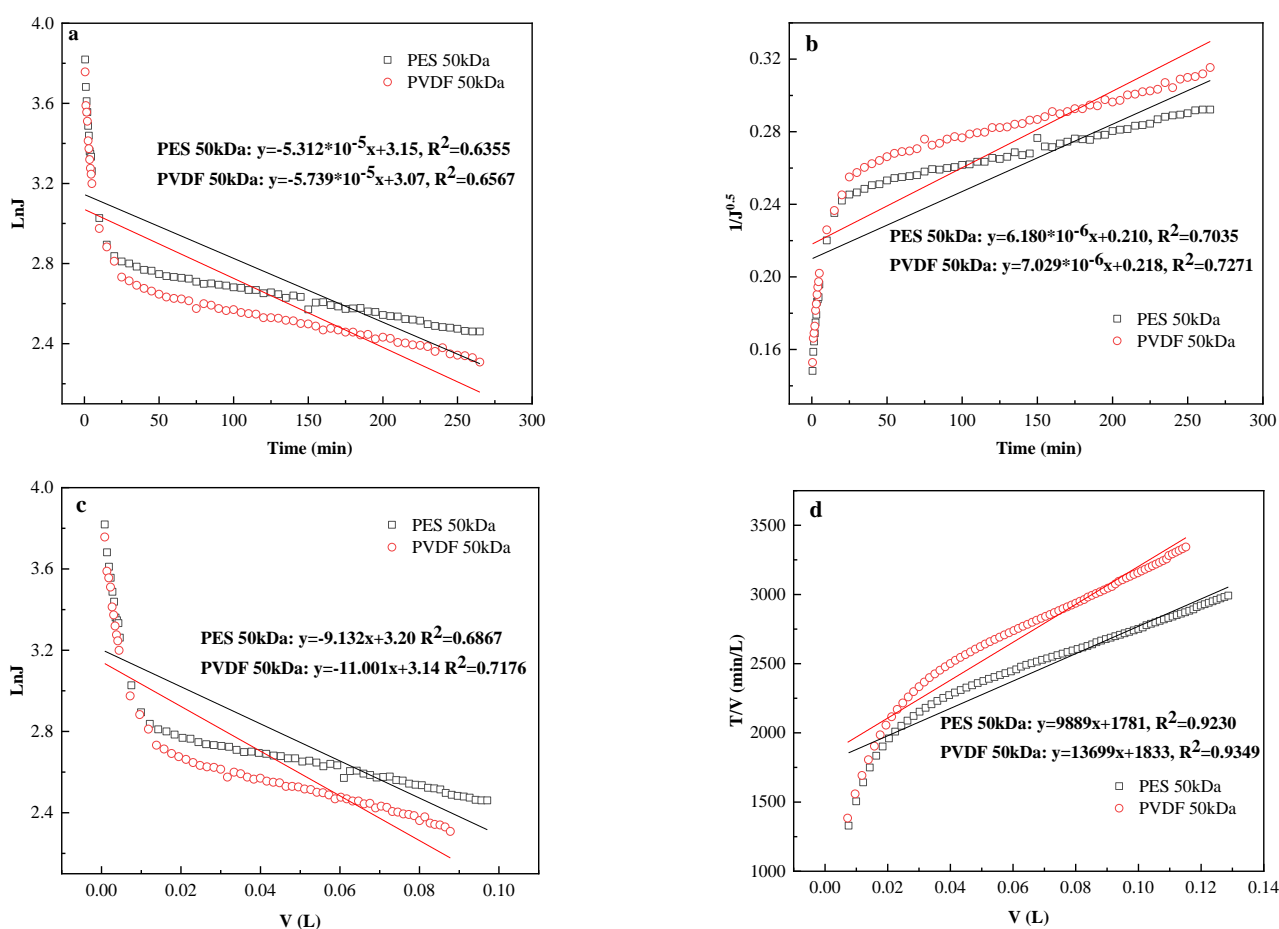 a
4.0
3.6
3.2
2.8
2.4
LnJ
PES 50kDa
PVDF 50kDa
PES 50kDa: y=-5.312*10^-5x+3.15, R^2=0.6355
PVDF 50kDa: y=-5.739*10^-5x+3.07, R^2=0.6567
0 50 100 150 200 250 300
Time (min)
b
0.32
0.28
0.24
0.20
0.16
1/J^0.5
PES 50kDa: y=6.180*10^-6x+0.210, R^2=0.7035
PVDF 50kDa: y=7.029*10^-6x+0.218, R^2=0.7271
PES 50kDa
PVDF 50kDa
0 50 100 150 200 250 300
Time (min)
c
4.0
3.6
3.2
2.8
2.4
LnJ
PES 50kDa
PVDF 50kDa
PES 50kDa: y=-9.132x+3.20 R^2=0.6867
PVDF 50kDa: y=-11.001x+3.14 R^2=0.7176
0.00 0.02 0.04 0.06 0.08 0.10
V (L)
d
3500
3000
2500
2000
1500
1000
T/V (min/L)
PES 50kDa: y=9889x+1781, R^2=0.9230
PVDF 50kDa: y=13699x+1833, R^2=0.9349
PES 50kDa
PVDF 50kDa
0.00 0.02 0.04 0.06 0.08 0.10 0.12 0.14
V (L)